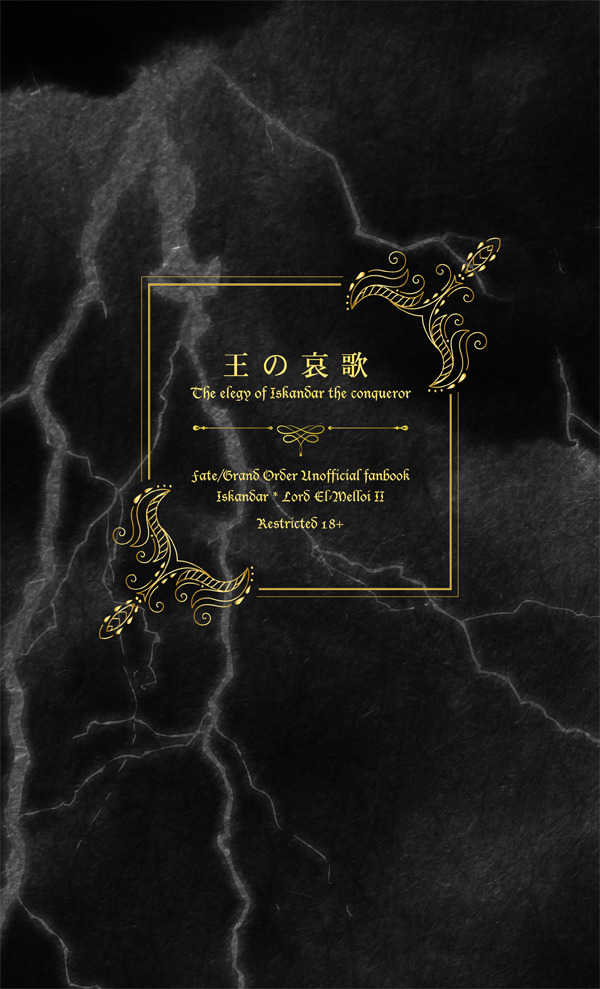 王の哀歌
The elegy of Iskandar the conqueror
Fate/Grand Order Unofficial fanbook
Iskandar * Lord El-Melloi II
Restricted 18+